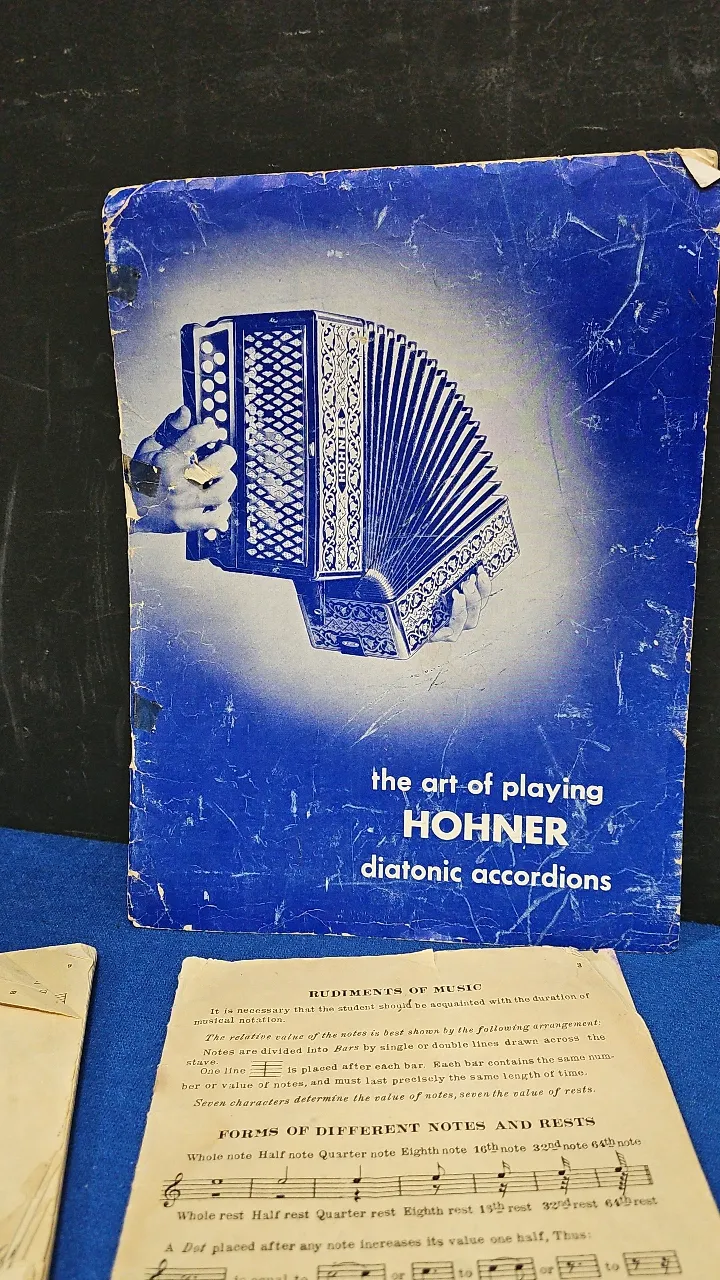 HOHNER
the art of playing
HOHNER
diatonic accordions
3
RUDIMENTS OF MUSIC
It is necessary that the student should be acquainted with the duration of
musical notation.
The relative value of the notes is best shown by the following arrangement:
Notes are divided into Bars by single or double lines drawn across the
stave.
One line is placed after each bar. Each bar contains the same num-
ber or value of notes, and must last precisely the same length of time.
Seven characters determine the value of notes, seven the value of rests.
FORMS OF DIFFERENT NOTES AND RESTS
Whole note Half note Quarter note Eighth note 16th note 32nd note 64th note
Whole rest Half rest Quarter rest Eighth rest 16th rest 32nd rest 64th rest
A Dot placed after any note increases its value one half, Thus:
is equal to or to or to